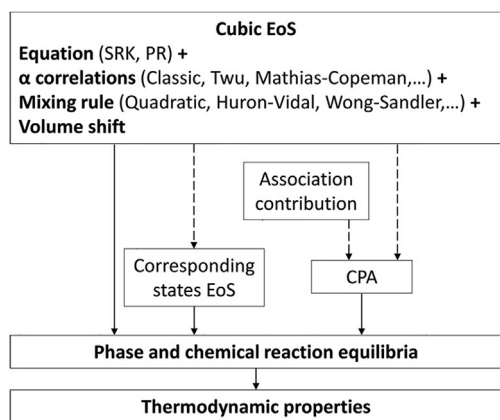 Cubic EoS
Equation (SRK, PR) +
α correlations (Classic, Twu, Mathias-Copeman,...) +
Mixing rule (Quadratic, Huron-Vidal, Wong-Sandler,...) +
Volume shift
Association
contribution
Corresponding
states EoS
CPA
Phase and chemical reaction equilibria
Thermodynamic properties